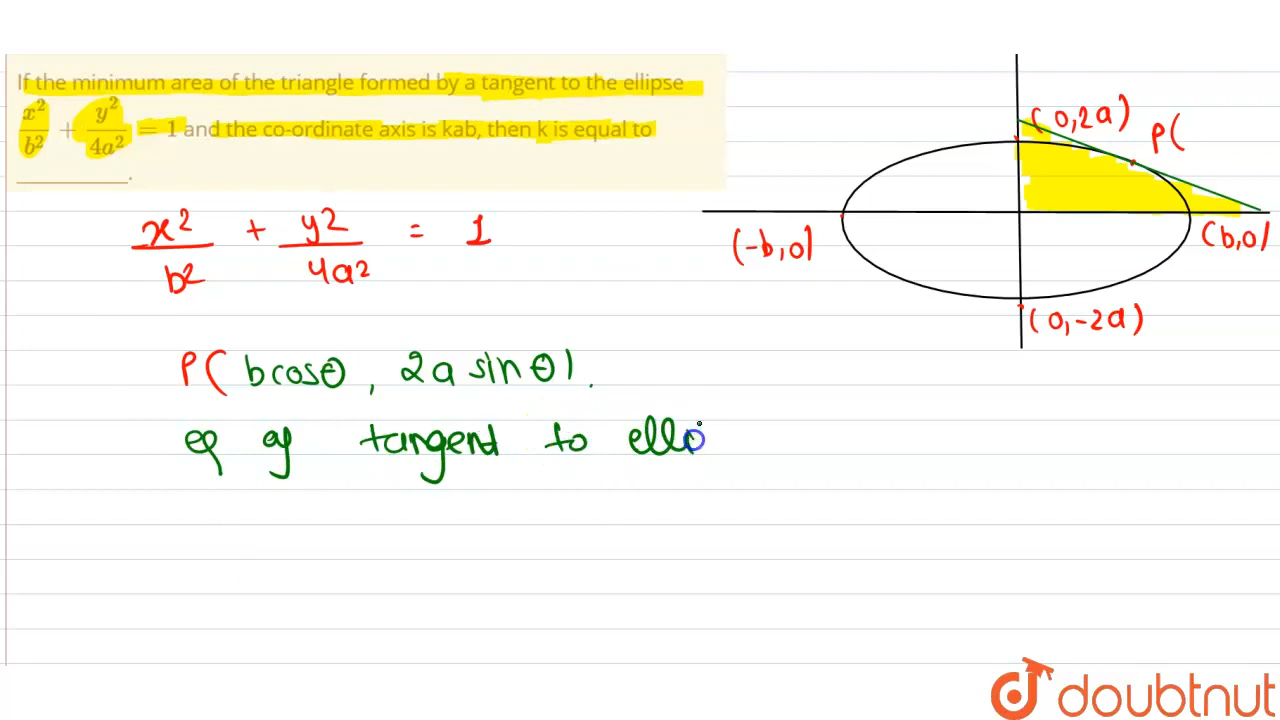 If the minimum area of the triangle formed by a tangent to the ellipse
x²/b² + y²/4a² = 1 and the co-ordinate axis is kab, then k is equal to
____________.
(0,2a)
P(
x²/b² + y²/4a² = 1
(-b,0)
(b,0)
(0,-2a)
P(bcosθ, 2a sinθ).
eq of tangent to ellip
doubtnut